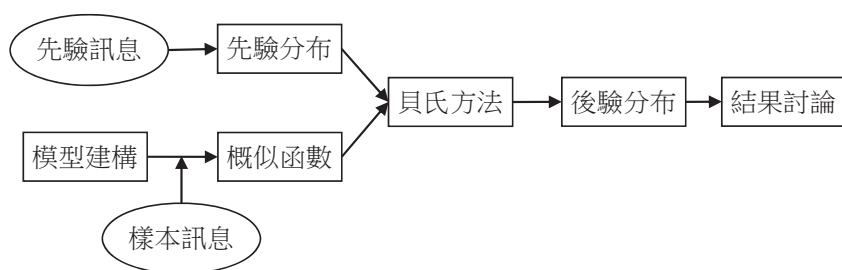 先驗訊息
先驗分布
貝氏方法
後驗分布
結果討論
模型建構
概似函數
樣本訊息